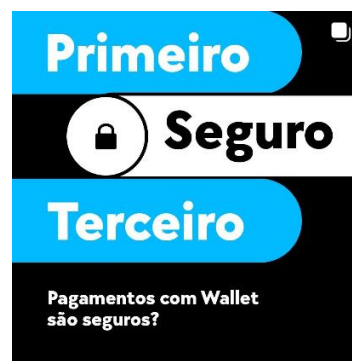 Primeiro
Seguro
Terceiro
Pagamentos com Wallet
são seguros?